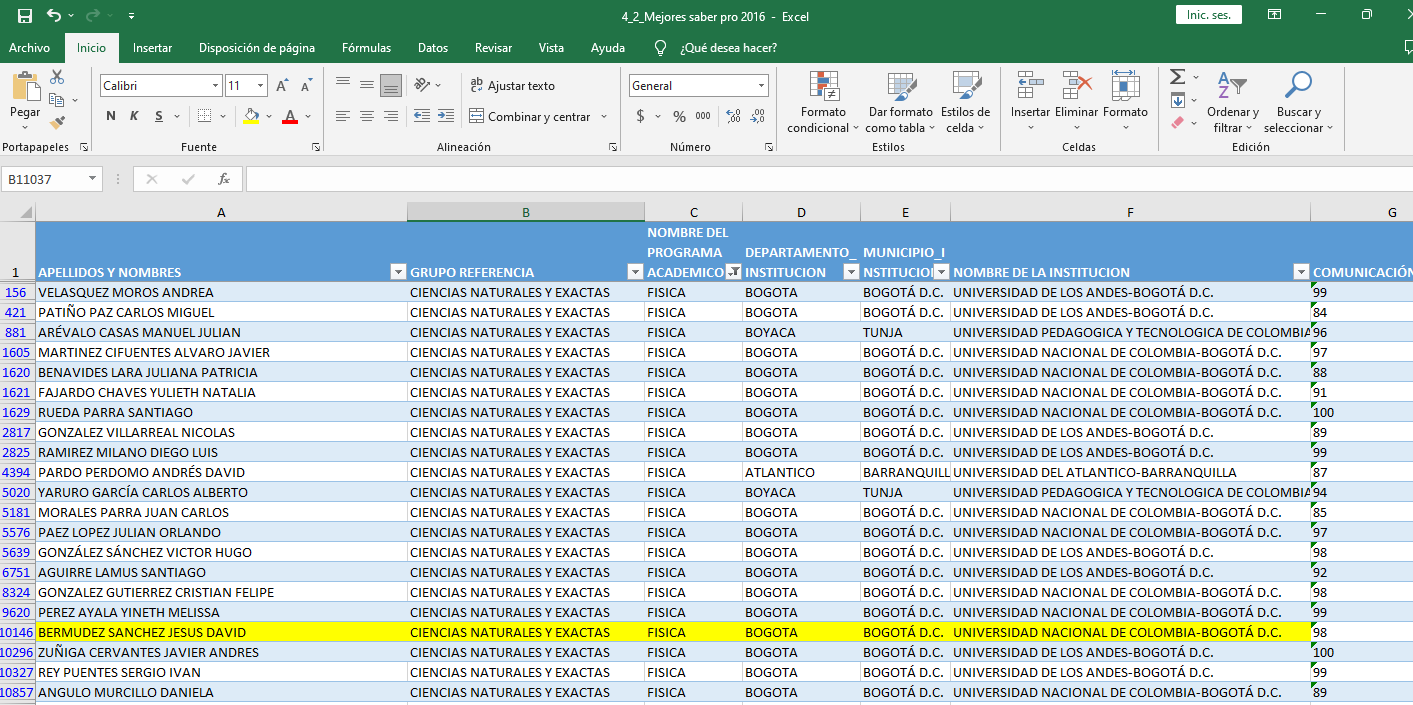 4_2_Mejores saber pro 2016 - Excel
Inic. ses.
Archivo Inicio Insertar Disposición de página Fórmulas Datos Revisar Vista Ayuda ¿Qué desea hacer?
Calibri 11 Ajustar texto General
Pegar N K S Combinar y centrar $ % 000 Formato condicional Dar formato como tabla Estilos de celda Insertar Eliminar Formato Ordenar y filtrar Buscar y seleccionar
Portapapeles Fuente Alineación Número Estilos Celdas Edición
B11037 fx
A B C D E F G
1 APELLIDOS Y NOMBRES GRUPO REFERENCIA NOMBRE DEL PROGRAMA ACADEMICO DEPARTAMENTO_INSTITUCION MUNICIPIO_INSTITUCION NOMBRE DE LA INSTITUCION COMUNICACIÓN
156 VELASQUEZ MOROS ANDREA CIENCIAS NATURALES Y EXACTAS FISICA BOGOTA BOGOTÁ D.C. UNIVERSIDAD DE LOS ANDES-BOGOTÁ D.C. 99
421 PATIÑO PAZ CARLOS MIGUEL CIENCIAS NATURALES Y EXACTAS FISICA BOGOTA BOGOTÁ D.C. UNIVERSIDAD DE LOS ANDES-BOGOTÁ D.C. 84
881 ARÉVALO CASAS MANUEL JULIAN CIENCIAS NATURALES Y EXACTAS FISICA BOYACA TUNJA UNIVERSIDAD PEDAGOGICA Y TECNOLOGICA DE COLOMBIA 96
1605 MARTINEZ CIFUENTES ALVARO JAVIER CIENCIAS NATURALES Y EXACTAS FISICA BOGOTA BOGOTÁ D.C. UNIVERSIDAD NACIONAL DE COLOMBIA-BOGOTÁ D.C. 97
1620 BENAVIDES LARA JULIANA PATRICIA CIENCIAS NATURALES Y EXACTAS FISICA BOGOTA BOGOTÁ D.C. UNIVERSIDAD NACIONAL DE COLOMBIA-BOGOTÁ D.C. 88
1621 FAJARDO CHAVES YULIETH NATALIA CIENCIAS NATURALES Y EXACTAS FISICA BOGOTA BOGOTÁ D.C. UNIVERSIDAD NACIONAL DE COLOMBIA-BOGOTÁ D.C. 91
1629 RUEDA PARRA SANTIAGO CIENCIAS NATURALES Y EXACTAS FISICA BOGOTA BOGOTÁ D.C. UNIVERSIDAD NACIONAL DE COLOMBIA-BOGOTÁ D.C. 100
2817 GONZALEZ VILLARREAL NICOLAS CIENCIAS NATURALES Y EXACTAS FISICA BOGOTA BOGOTÁ D.C. UNIVERSIDAD DE LOS ANDES-BOGOTÁ D.C. 89
2825 RAMIREZ MILANO DIEGO LUIS CIENCIAS NATURALES Y EXACTAS FISICA BOGOTA BOGOTÁ D.C. UNIVERSIDAD DE LOS ANDES-BOGOTÁ D.C. 99
4394 PARDO PERDOMO ANDRÉS DAVID CIENCIAS NATURALES Y EXACTAS FISICA ATLANTICO BARRANQUILL UNIVERSIDAD DEL ATLANTICO-BARRANQUILLA 87
5020 YARURO GARCÍA CARLOS ALBERTO CIENCIAS NATURALES Y EXACTAS FISICA BOYACA TUNJA UNIVERSIDAD PEDAGOGICA Y TECNOLOGICA DE COLOMBIA 94
5181 MORALES PARRA JUAN CARLOS CIENCIAS NATURALES Y EXACTAS FISICA BOGOTA BOGOTÁ D.C. UNIVERSIDAD NACIONAL DE COLOMBIA-BOGOTÁ D.C. 85
5576 PAEZ LOPEZ JULIAN ORLANDO CIENCIAS NATURALES Y EXACTAS FISICA BOGOTA BOGOTÁ D.C. UNIVERSIDAD NACIONAL DE COLOMBIA-BOGOTÁ D.C. 97
5639 GONZÁLEZ SÁNCHEZ VICTOR HUGO CIENCIAS NATURALES Y EXACTAS FISICA BOGOTA BOGOTÁ D.C. UNIVERSIDAD DE LOS ANDES-BOGOTÁ D.C. 98
6751 AGUIRRE LAMUS SANTIAGO CIENCIAS NATURALES Y EXACTAS FISICA BOGOTA BOGOTÁ D.C. UNIVERSIDAD DE LOS ANDES-BOGOTÁ D.C. 92
8324 GONZALEZ GUTIERREZ CRISTIAN FELIPE CIENCIAS NATURALES Y EXACTAS FISICA BOGOTA BOGOTÁ D.C. UNIVERSIDAD NACIONAL DE COLOMBIA-BOGOTÁ D.C. 98
9620 PEREZ AYALA YINETH MELISSA CIENCIAS NATURALES Y EXACTAS FISICA BOGOTA BOGOTÁ D.C. UNIVERSIDAD NACIONAL DE COLOMBIA-BOGOTÁ D.C. 99
10146 BERMUDEZ SANCHEZ JESUS DAVID CIENCIAS NATURALES Y EXACTAS FISICA BOGOTA BOGOTÁ D.C. UNIVERSIDAD NACIONAL DE COLOMBIA-BOGOTÁ D.C. 98
10296 ZUÑIGA CERVANTES JAVIER ANDRES CIENCIAS NATURALES Y EXACTAS FISICA BOGOTA BOGOTÁ D.C. UNIVERSIDAD DE LOS ANDES-BOGOTÁ D.C. 100
10327 REY PUENTES SERGIO IVAN CIENCIAS NATURALES Y EXACTAS FISICA BOGOTA BOGOTÁ D.C. UNIVERSIDAD DE LOS ANDES-BOGOTÁ D.C. 99
10857 ANGULO MURCILLO DANIELA CIENCIAS NATURALES Y EXACTAS FISICA BOGOTA BOGOTÁ D.C. UNIVERSIDAD NACIONAL DE COLOMBIA-BOGOTÁ D.C. 89